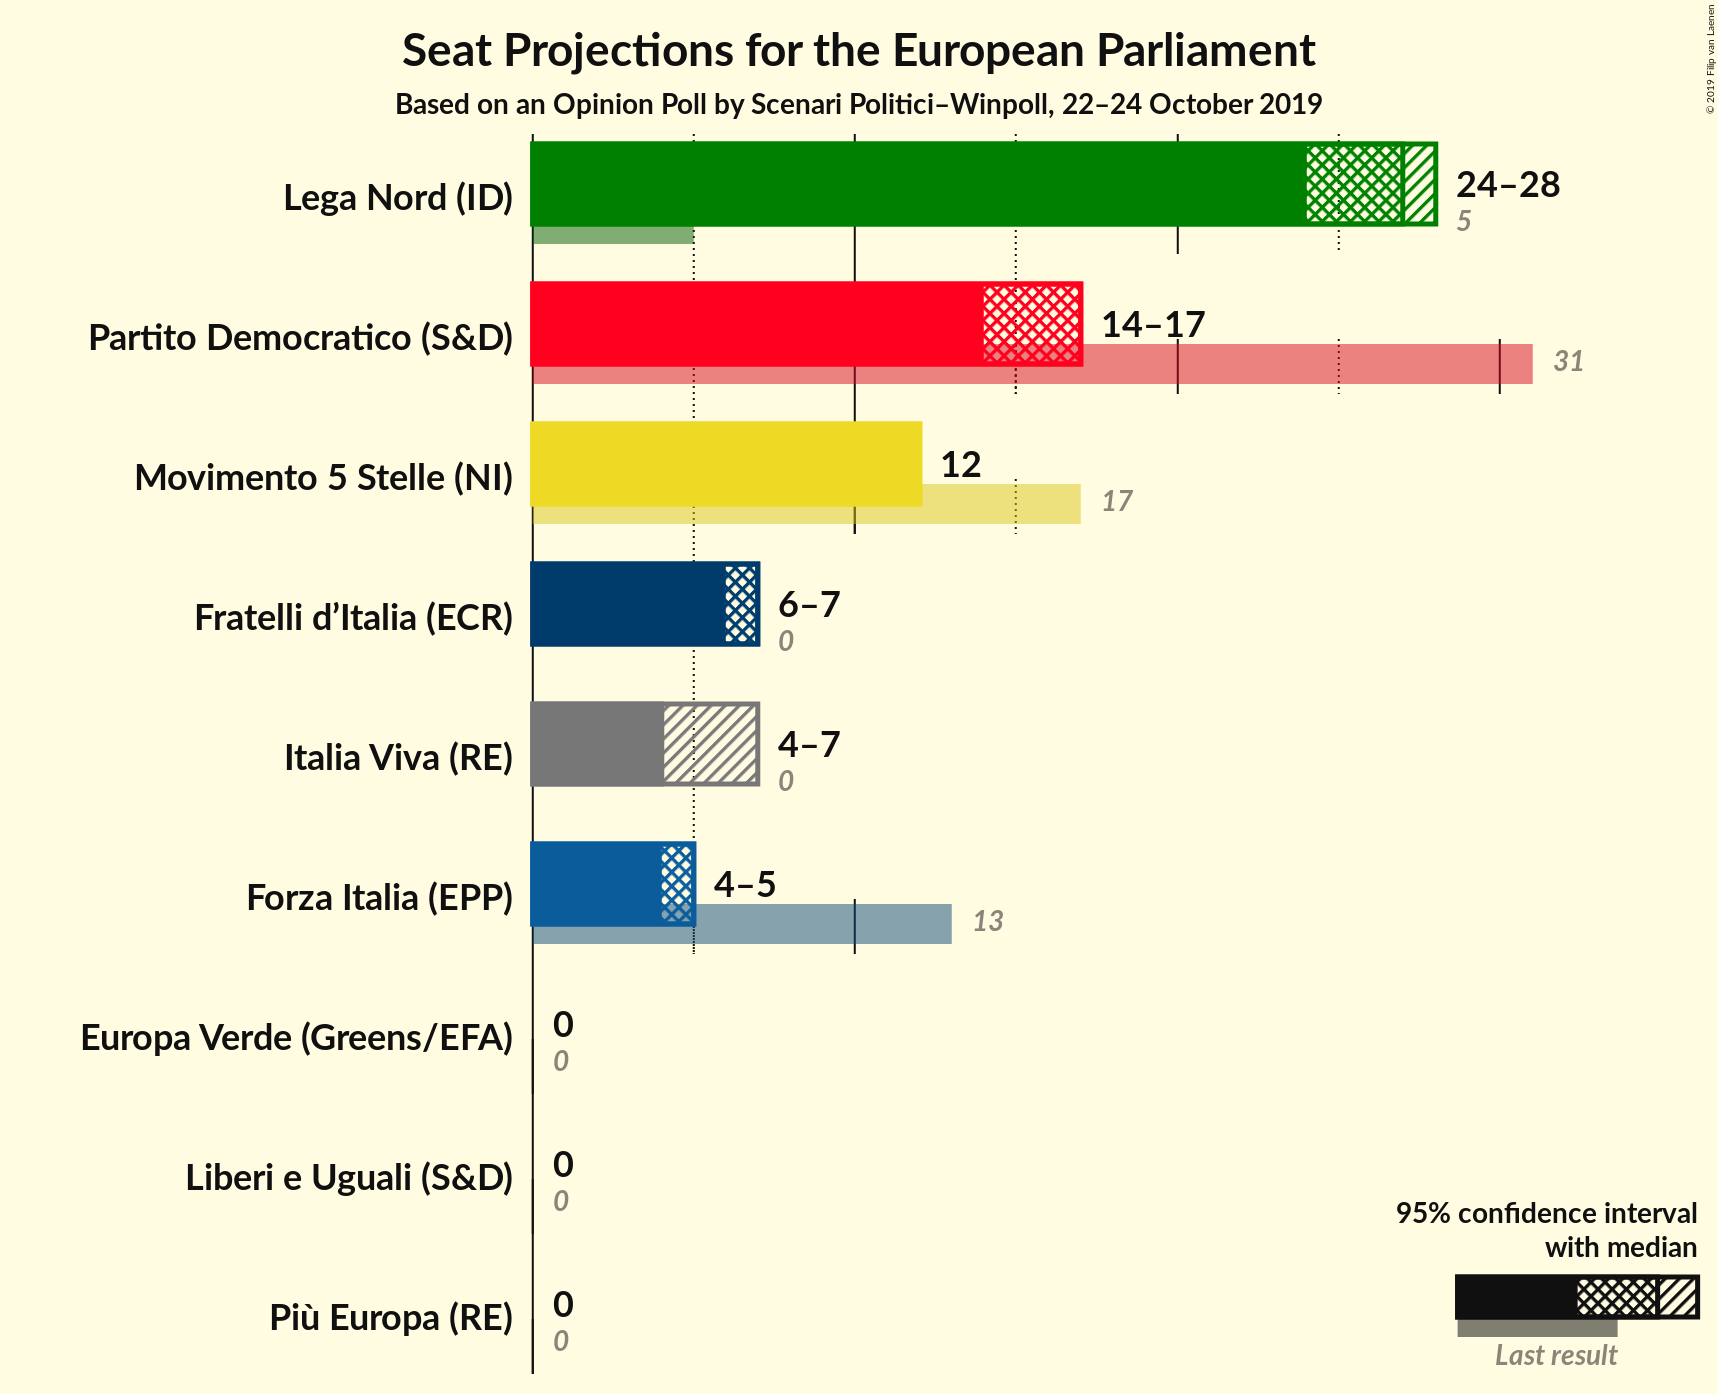 Seat Projections for the European Parliament
Based on an Opinion Poll by Scenari Politici–Winpoll, 22–24 October 2019
© 2019 Filip van Laenen
Lega Nord (ID)
24–28
5
Partito Democratico (S&D)
14–17
31
Movimento 5 Stelle (NI)
12
17
Fratelli d’Italia (ECR)
6–7
0
Italia Viva (RE)
4–7
0
Forza Italia (EPP)
4–5
13
Europa Verde (Greens/EFA)
0
0
Liberi e Uguali (S&D)
0
0
Più Europa (RE)
0
0
95% confidence interval
with median
Last result